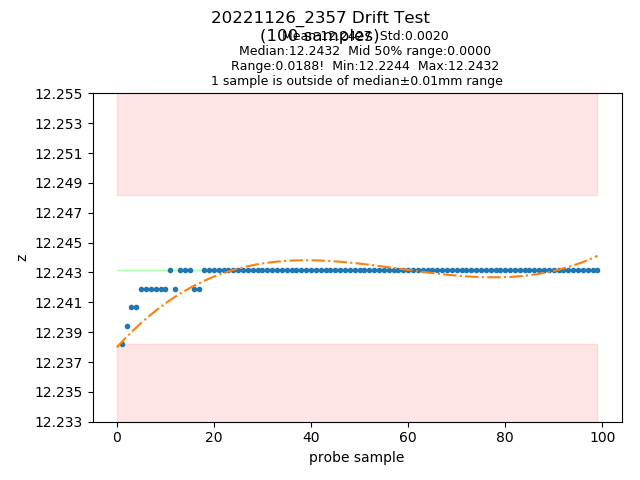 20221126_2357 Drift Test
(100 samples)
Mean:12.2427 Std:0.0020
Median:12.2432 Mid 50% range:0.0000
Range:0.0188! Min:12.2244 Max:12.2432
1 sample is outside of median±0.01mm range
12.255
12.253
12.251
12.249
12.247
12.245
12.243
12.241
12.239
12.237
12.235
12.233
z
0
20
40
60
80
100
probe sample